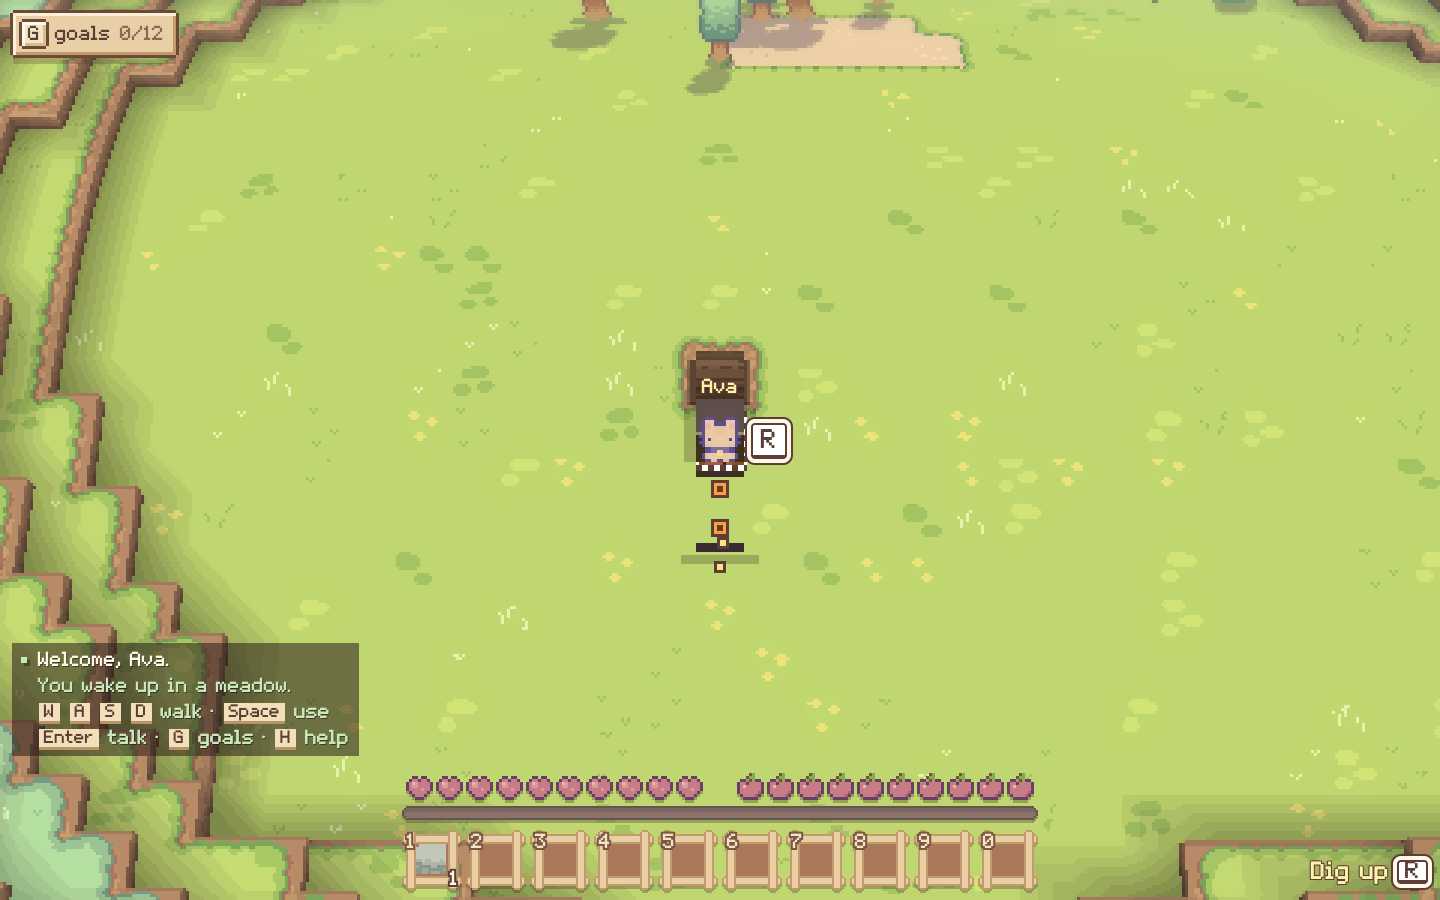 G goals 0/12
Ava
R
Welcome, Ava.
You wake up in a meadow.
W A S D walk · Space use
Enter talk · G goals · H help
1 2 3 4 5 6 7 8 9 0
1
Dig up R